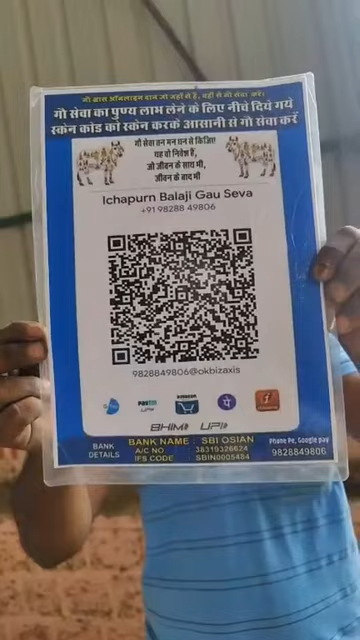 गौ सेवा का पुण्य लाभ लेने के लिए नीचे दिये गये
स्कैन कोड को स्कैन करके आसानी से गौ सेवा करें
गौ सेवा तन मन धन से किजिए
यह वो निवेश हैं,
जो जीवन के साथ भी,
जीवन के बाद भी
Ichapurn Balaji Gau Seva
+91 98288 49806
9828849806@okbizaxis
BHIM UPI
BANK DETAILS
BANK NAME : SBI OSIAN
A/C NO. 38319326624
IFS CODE SBIN0005484
Phone Pe, Google pay
9828849806